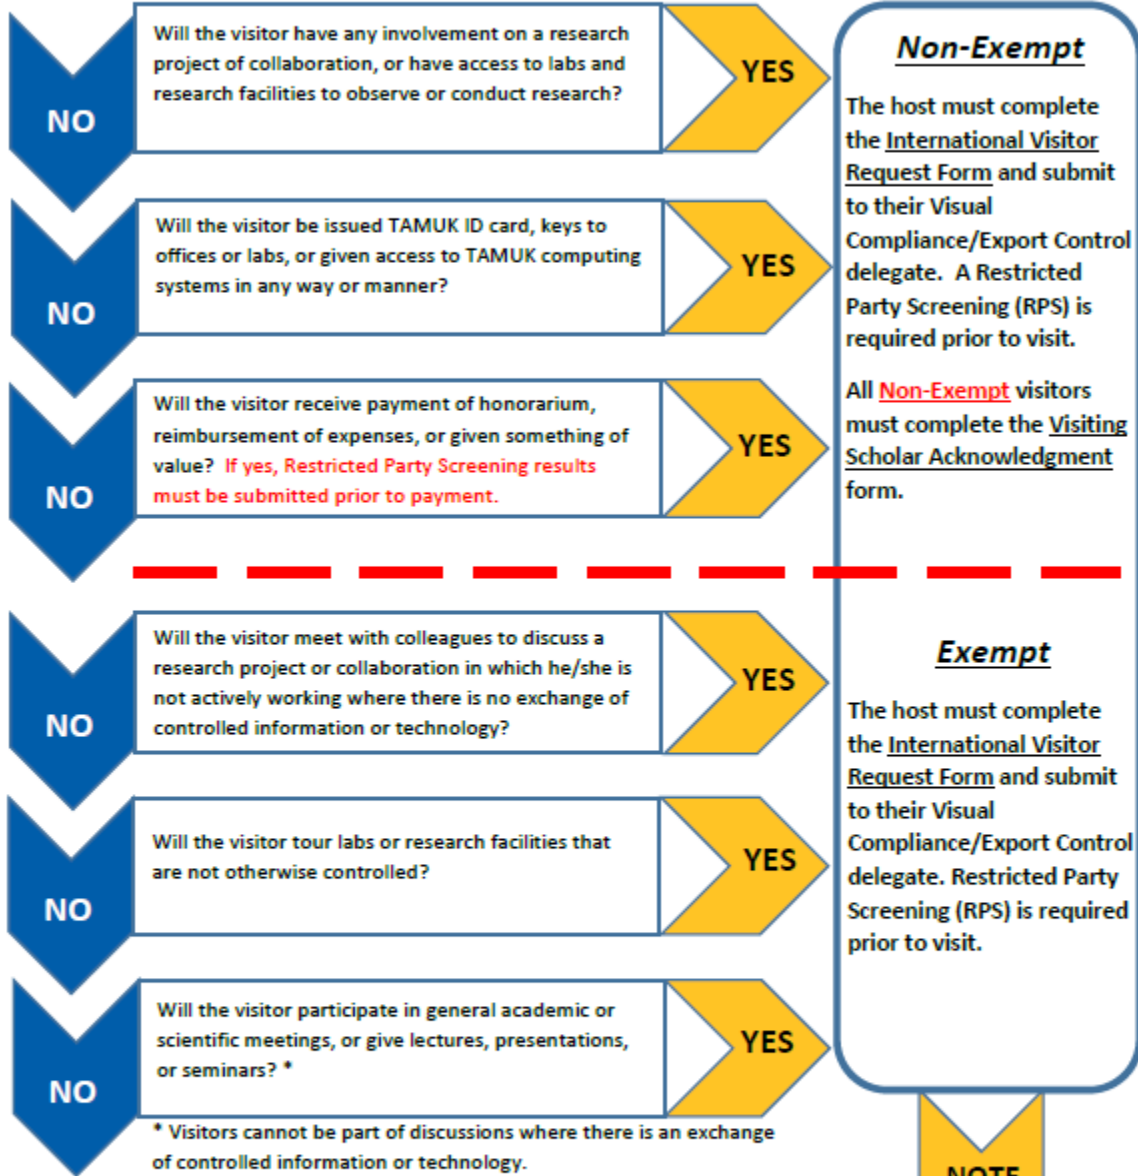 Will the visitor have any involvement on a research
project of collaboration, or have access to labs and
research facilities to observe or conduct research?
YES
NO
Will the visitor be issued TAMUK ID card, keys to
offices or labs, or given access to TAMUK computing
systems in any way or manner?
YES
NO
Will the visitor receive payment of honorarium,
reimbursement of expenses, or given something of
value? If yes, Restricted Party Screening results
must be submitted prior to payment.
YES
NO
Non-Exempt
The host must complete
the International Visitor
Request Form and submit
to their Visual
Compliance/Export Control
delegate. A Restricted
Party Screening (RPS) is
required prior to visit.
All Non-Exempt visitors
must complete the Visiting
Scholar Acknowledgment
form.
Will the visitor meet with colleagues to discuss a
research project or collaboration in which he/she is
not actively working where there is no exchange of
controlled information or technology?
YES
NO
Will the visitor tour labs or research facilities that
are not otherwise controlled?
YES
NO
Will the visitor participate in general academic or
scientific meetings, or give lectures, presentations,
or seminars? *
YES
NO
* Visitors cannot be part of discussions where there is an exchange
of controlled information or technology.
Exempt
The host must complete
the International Visitor
Request Form and submit
to their Visual
Compliance/Export Control
delegate. Restricted Party
Screening (RPS) is required
prior to visit.
NOTE